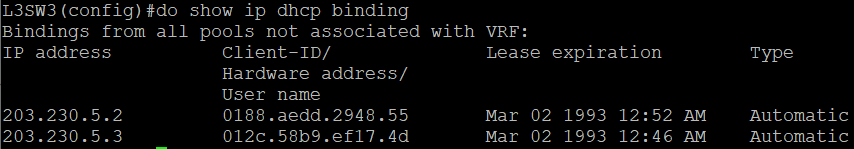 L3SW3(config)#do show ip dhcp binding
Bindings from all pools not associated with VRF:
IP address          Client-ID/              Lease expiration        Type
                    Hardware address/
                    User name
203.230.5.2         0188.aedd.2948.55       Mar 02 1993 12:52 AM    Automatic
203.230.5.3         012c.58b9.ef17.4d       Mar 02 1993 12:46 AM    Automatic